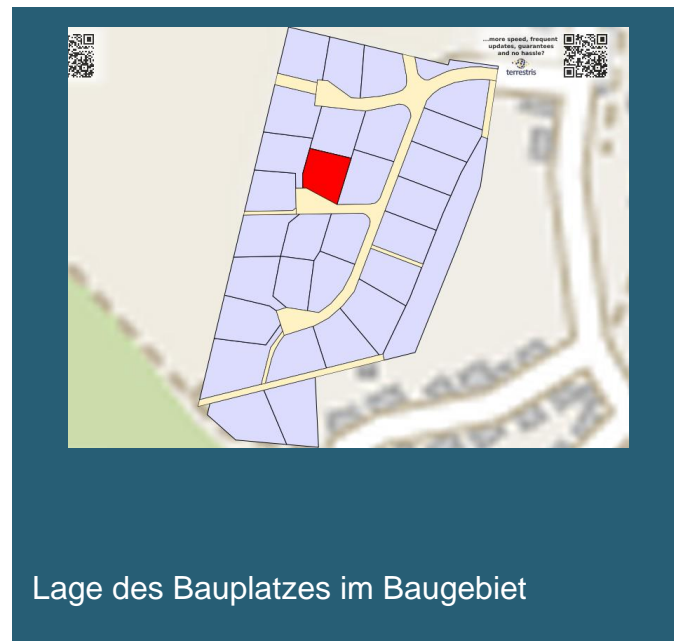 ...more speed, frequent
updates, guarantees
and no hassle?
terrestris
Lage des Bauplatzes im Baugebiet